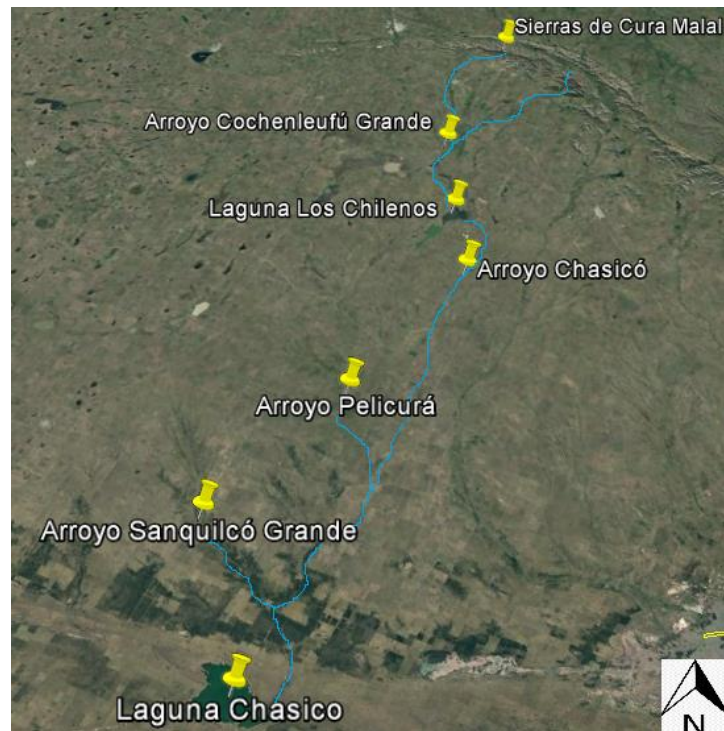 Sierras de Cura Malal
Arroyo Cochenleufú Grande
Laguna Los Chilenos
Arroyo Chasicó
Arroyo Pelicurá
Arroyo Sanquilcó Grande
Laguna Chasico
N